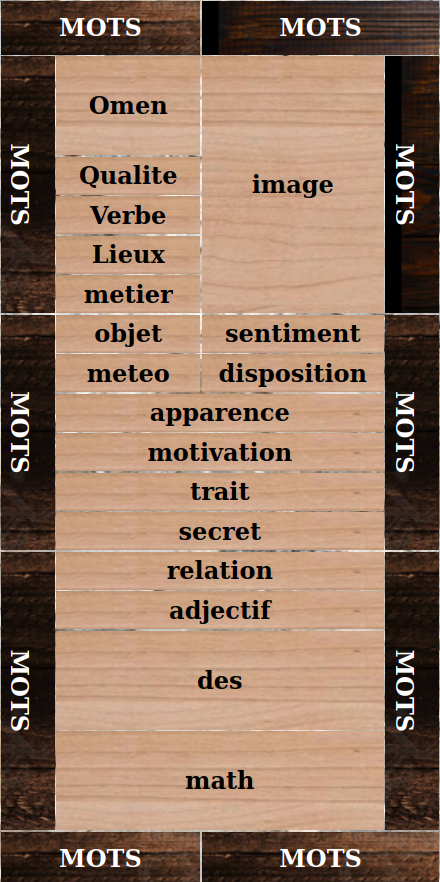 MOTS
MOTS
MOTS
Omen
image
MOTS
Qualite
Verbe
Lieux
metier
objet
sentiment
meteo
disposition
MOTS
apparence
MOTS
motivation
trait
secret
relation
adjectif
MOTS
des
MOTS
math
MOTS
MOTS